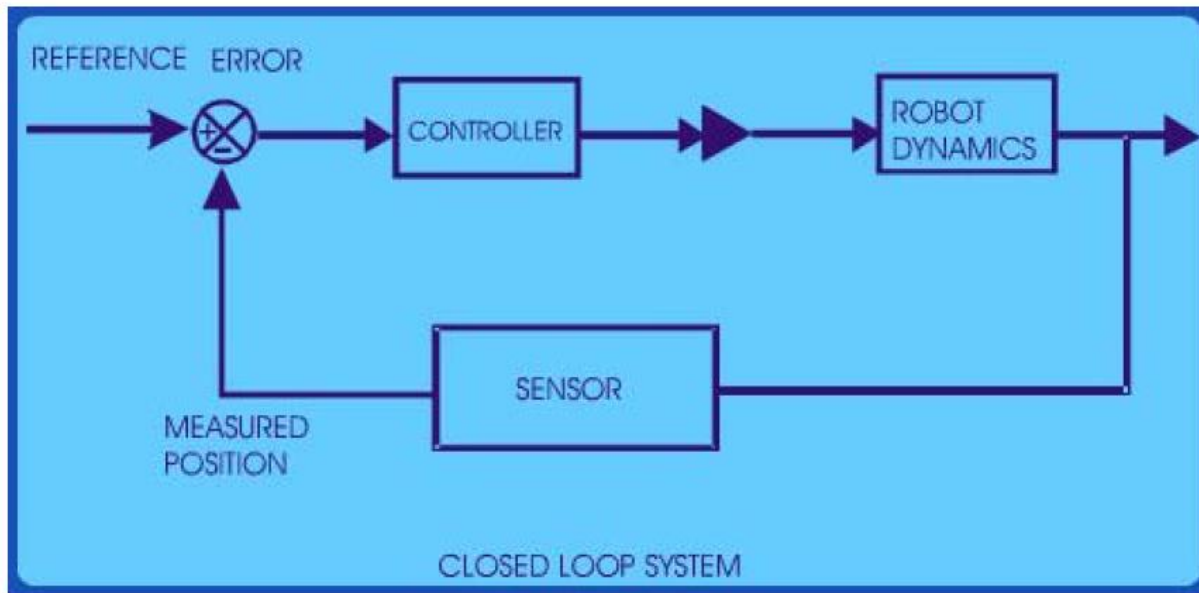 REFERENCE ERROR
+
-
CONTROLLER
ROBOT
DYNAMICS
SENSOR
MEASURED
POSITION
CLOSED LOOP SYSTEM